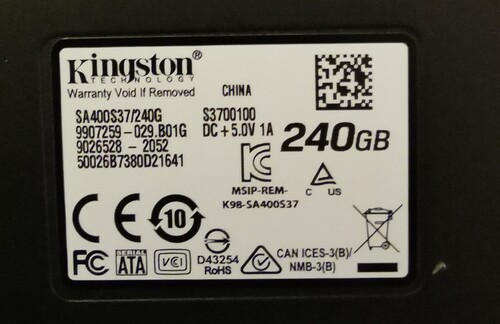 Kingston
TECHNOLOGY
Warranty Void If Removed
CHINA
SA400S37/240G
S3700100
9907259-029.B01G
DC+5.0V 1A
9026528 - 2052
50026B7380D21641
240GB
MSIP-REM-
K98-SA400S37
C US
CE
10
FC
SERIAL
ATA
VCI
D43254
RoHS
CAN ICES-3(B)/
NMB-3(B)